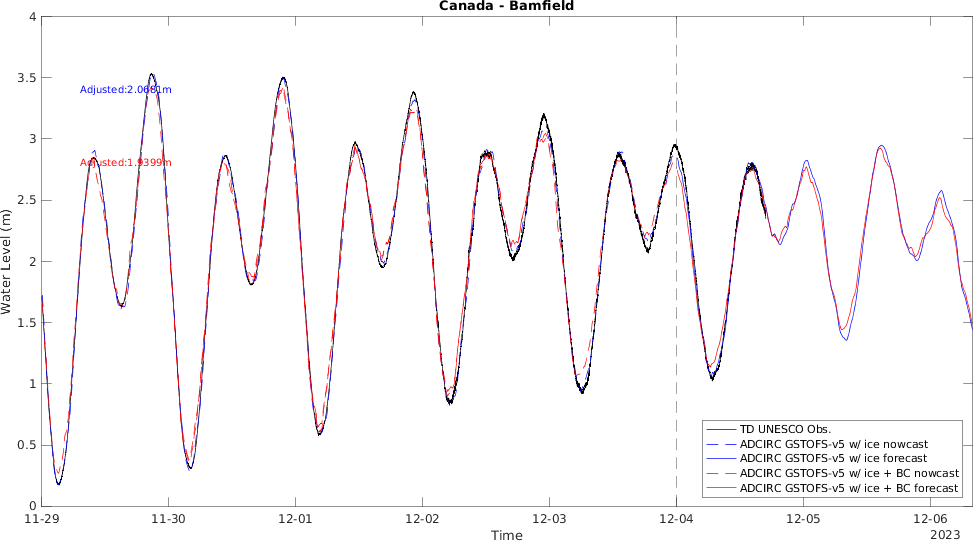 Canada - Bamfield
4
3.5
3
2.5
2
1.5
1
0.5
0
Water Level (m)
Adjusted:2.0681m
Adjusted:1.9399m
TD UNESCO Obs.
ADCIRC GSTOFS-v5 w/ ice nowcast
ADCIRC GSTOFS-v5 w/ ice forecast
ADCIRC GSTOFS-v5 w/ ice + BC nowcast
ADCIRC GSTOFS-v5 w/ ice + BC forecast
11-29 11-30 12-01 12-02 12-03 12-04 12-05 12-06
Time
2023